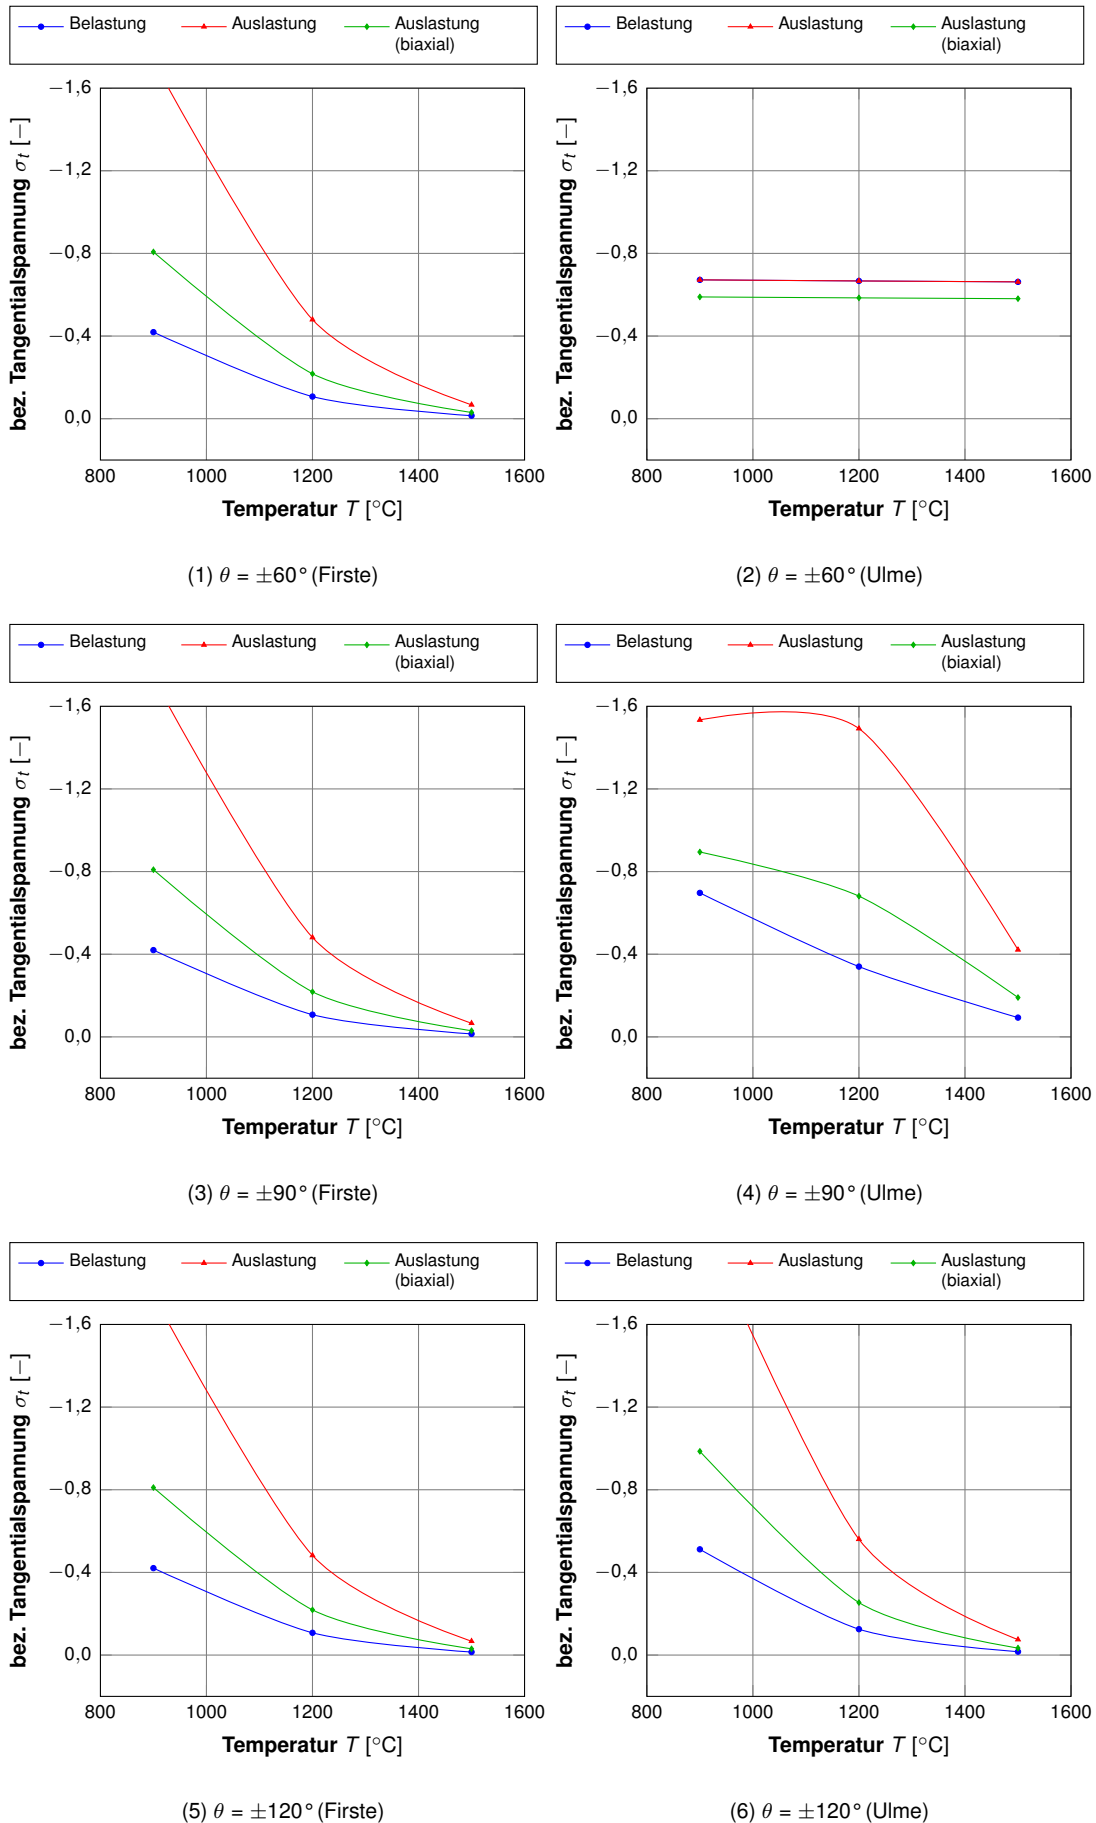 Belastung Auslastung Auslastung
(biaxial)
−1,6
−1,2
−0,8
−0,4
0,0
800 1000 1200 1400 1600
bez. Tangentialspannung σt [−]
Temperatur T [°C]
(1) θ = ±60° (Firste)
Belastung Auslastung Auslastung
(biaxial)
−1,6
−1,2
−0,8
−0,4
0,0
800 1000 1200 1400 1600
bez. Tangentialspannung σt [−]
Temperatur T [°C]
(2) θ = ±60° (Ulme)
Belastung Auslastung Auslastung
(biaxial)
−1,6
−1,2
−0,8
−0,4
0,0
800 1000 1200 1400 1600
bez. Tangentialspannung σt [−]
Temperatur T [°C]
(3) θ = ±90° (Firste)
Belastung Auslastung Auslastung
(biaxial)
−1,6
−1,2
−0,8
−0,4
0,0
800 1000 1200 1400 1600
bez. Tangentialspannung σt [−]
Temperatur T [°C]
(4) θ = ±90° (Ulme)
Belastung Auslastung Auslastung
(biaxial)
−1,6
−1,2
−0,8
−0,4
0,0
800 1000 1200 1400 1600
bez. Tangentialspannung σt [−]
Temperatur T [°C]
(5) θ = ±120° (Firste)
Belastung Auslastung Auslastung
(biaxial)
−1,6
−1,2
−0,8
−0,4
0,0
800 1000 1200 1400 1600
bez. Tangentialspannung σt [−]
Temperatur T [°C]
(6) θ = ±120° (Ulme)